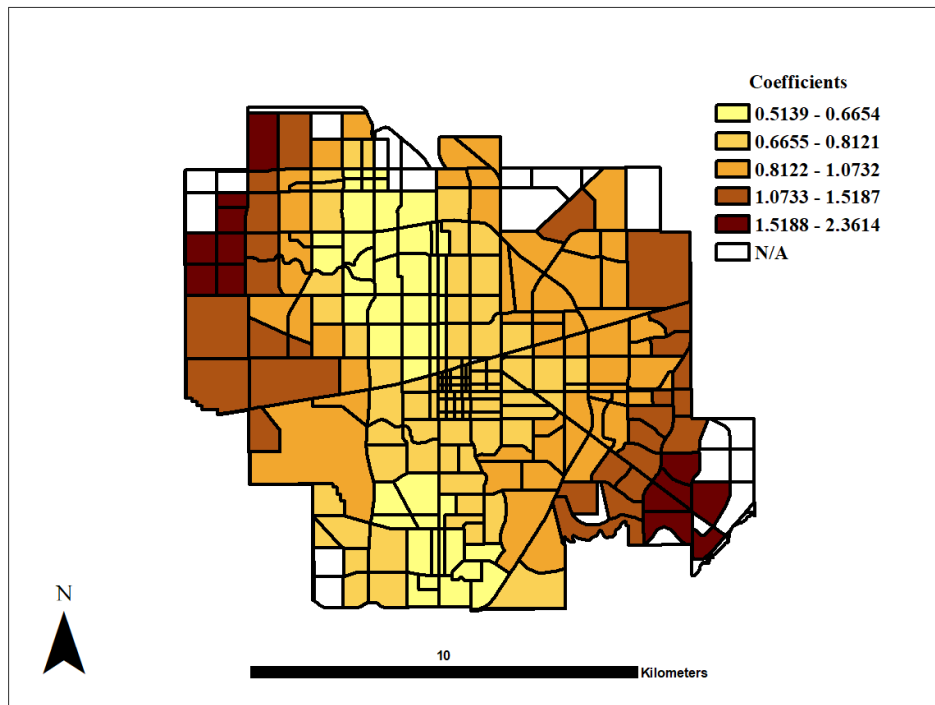 Coefficients
0.5139 - 0.6654
0.6655 - 0.8121
0.8122 - 1.0732
1.0733 - 1.5187
1.5188 - 2.3614
N/A
N
10
Kilometers